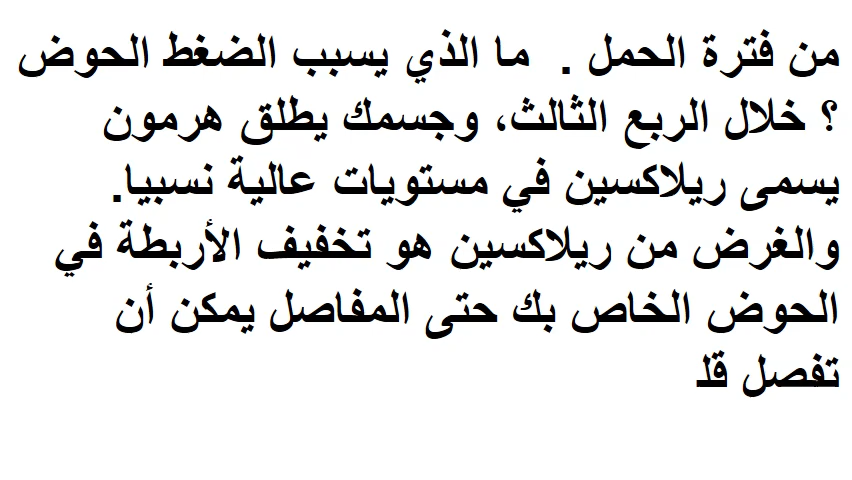 من فترة الحمل . ما الذي يسبب الضغط الحوض
؟ خلال الربع الثالث، وجسمك يطلق هرمون
يسمى ريلاكسين في مستويات عالية نسبيا.
والغرض من ريلاكسين هو تخفيف الأربطة في
الحوض الخاص بك حتى المفاصل يمكن أن
تفصل قلـ